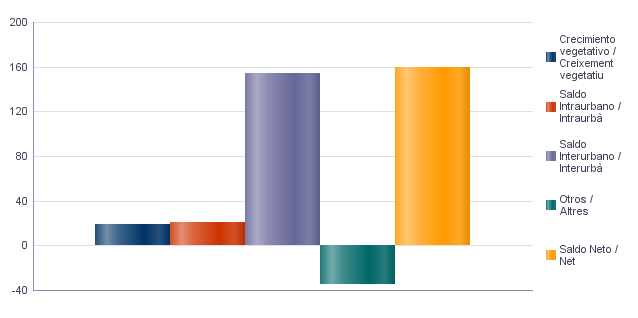 200
160
120
80
40
0
-40
Crecimiento
vegetativo /
Creixement
vegetatiu
Saldo
Intraurbano /
Intraurbà
Saldo
Interurbano /
Interurbà
Otros /
Altres
Saldo Neto /
Net